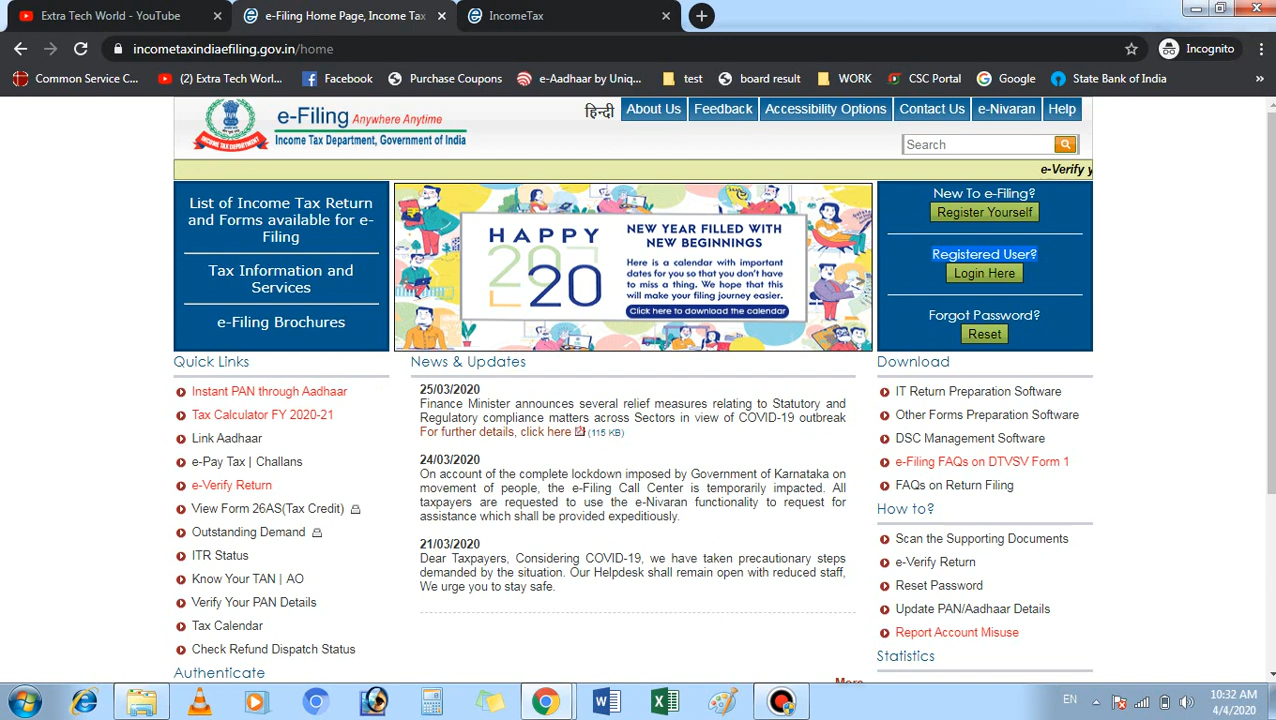 Extra Tech World - YouTube
e-Filing Home Page, Income Tax
IncomeTax
incometaxindiaefiling.gov.in/home
Incognito
Common Service C...
(2) Extra Tech Worl...
Facebook
Purchase Coupons
e-Aadhaar by Uniq...
test
board result
WORK
CSC Portal
Google
State Bank of India
e-Filing Anywhere Anytime
Income Tax Department, Government of India
INCOME TAX DEPARTMENT
हिन्दी
About Us
Feedback
Accessibility Options
Contact Us
e-Nivaran
Help
Search
e-Verify y
List of Income Tax Return
and Forms available for e-
Filing
Tax Information and
Services
e-Filing Brochures
HAPPY
2020
NEW YEAR FILLED WITH
NEW BEGINNINGS
Here is a calendar with important
dates for you so that you don't have
to miss a thing. We hope that this
will make your filing journey easier.
Click here to download the calendar
New To e-Filing?
Register Yourself
Registered User?
Login Here
Forgot Password?
Reset
Quick Links
Instant PAN through Aadhaar
Tax Calculator FY 2020-21
Link Aadhaar
e-Pay Tax | Challans
e-Verify Return
View Form 26AS(Tax Credit)
Outstanding Demand
ITR Status
Know Your TAN | AO
Verify Your PAN Details
Tax Calendar
Check Refund Dispatch Status
Authenticate
News & Updates
25/03/2020
Finance Minister announces several relief measures relating to Statutory and
Regulatory compliance matters across Sectors in view of COVID-19 outbreak
For further details, click here (115 KB)
24/03/2020
On account of the complete lockdown imposed by Government of Karnataka on
movement of people, the e-Filing Call Center is temporarily impacted. All
taxpayers are requested to use the e-Nivaran functionality to request for
assistance which shall be provided expeditiously.
21/03/2020
Dear Taxpayers, Considering COVID-19, we have taken precautionary steps
demanded by the situation. Our Helpdesk shall remain open with reduced staff,
We urge you to stay safe.
More
Download
IT Return Preparation Software
Other Forms Preparation Software
DSC Management Software
e-Filing FAQs on DTVSV Form 1
FAQs on Return Filing
How to?
Scan the Supporting Documents
e-Verify Return
Reset Password
Update PAN/Aadhaar Details
Report Account Misuse
Statistics
EN
10:32 AM
4/4/2020